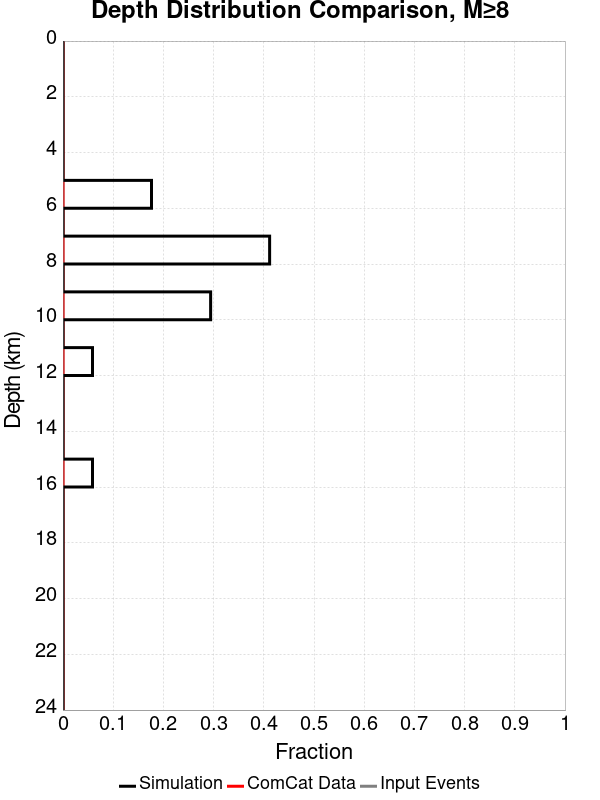 Depth Distribution Comparison, M≥8
0
2
4
6
8
10
12
14
16
18
20
22
24
Depth (km)
0 0.1 0.2 0.3 0.4 0.5 0.6 0.7 0.8 0.9 1
Fraction
Simulation ComCat Data Input Events